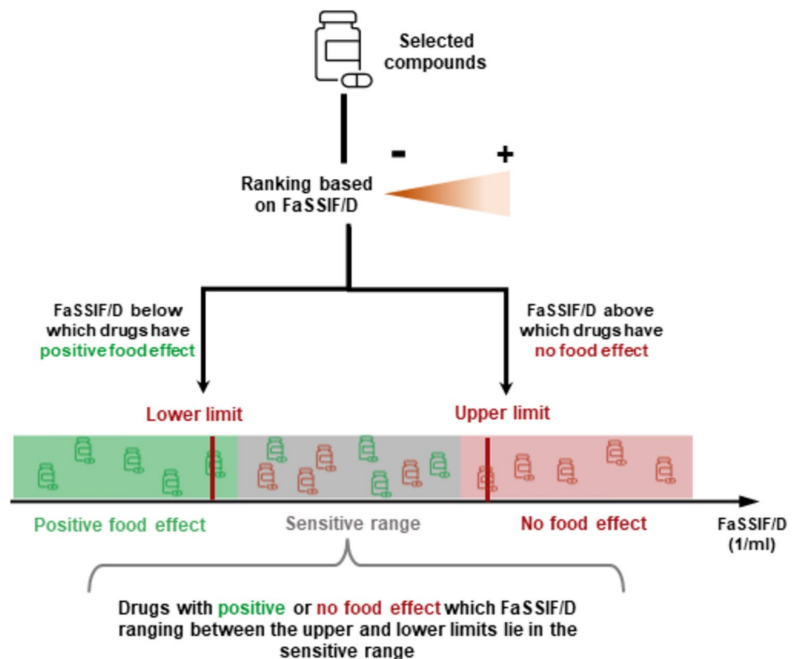 Selected
compounds
- +
Ranking based
on FaSSIF/D
FaSSIF/D below
which drugs have
positive food effect
FaSSIF/D above
which drugs have
no food effect
Lower limit
Upper limit
Positive food effect
Sensitive range
No food effect
FaSSIF/D
(1/ml)
Drugs with positive or no food effect which FaSSIF/D
ranging between the upper and lower limits lie in the
sensitive range